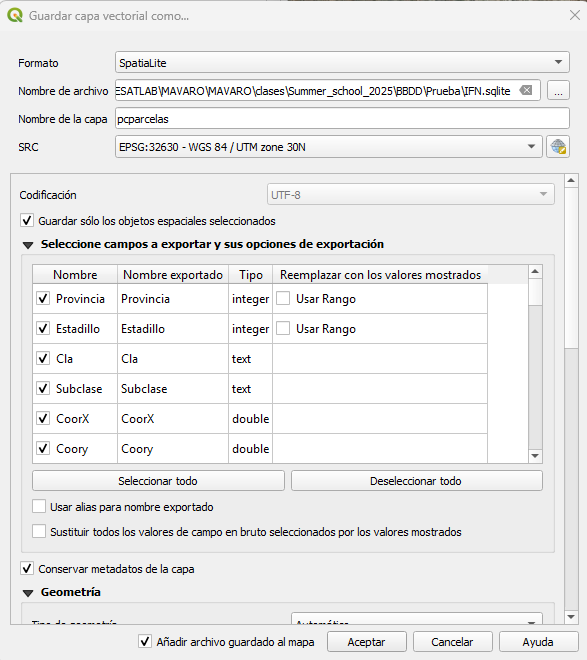 Guardar capa vectorial como...
Formato SpatiaLite
Nombre de archivo ESATLAB\MAVARO\MAVARO\clases\Summer_school_2025\BBDD\Prueba\IFN.sqlite ...
Nombre de la capa pcparcelas
SRC EPSG:32630 - WGS 84 / UTM zone 30N
Codificación UTF-8
Guardar sólo los objetos espaciales seleccionados
Seleccione campos a exportar y sus opciones de exportación
Nombre Nombre exportado Tipo Reemplazar con los valores mostrados
Provincia Provincia integer Usar Rango
Estadillo Estadillo integer Usar Rango
Cla Cla text
Subclase Subclase text
CoorX CoorX double
Coory Coory double
Seleccionar todo Deseleccionar todo
Usar alias para nombre exportado
Sustituir todos los valores de campo en bruto seleccionados por los valores mostrados
Conservar metadatos de la capa
Geometría
Tipo de geometría Automático
Añadir archivo guardado al mapa Aceptar Cancelar Ayuda